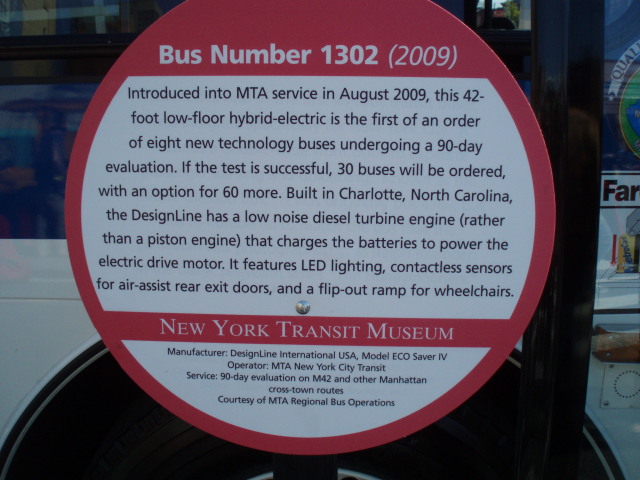 Bus Number 1302 (2009)
Introduced into MTA service in August 2009, this 42-
foot low-floor hybrid-electric is the first of an order
of eight new technology buses undergoing a 90-day
evaluation. If the test is successful, 30 buses will be ordered,
with an option for 60 more. Built in Charlotte, North Carolina,
the DesignLine has a low noise diesel turbine engine (rather
than a piston engine) that charges the batteries to power the
electric drive motor. It features LED lighting, contactless sensors
for air-assist rear exit doors, and a flip-out ramp for wheelchairs.
NEW YORK TRANSIT MUSEUM
Manufacturer: DesignLine International USA, Model ECO Saver IV
Operator: MTA New York City Transit
Service: 90-day evaluation on M42 and other Manhattan
cross-town routes
Courtesy of MTA Regional Bus Operations